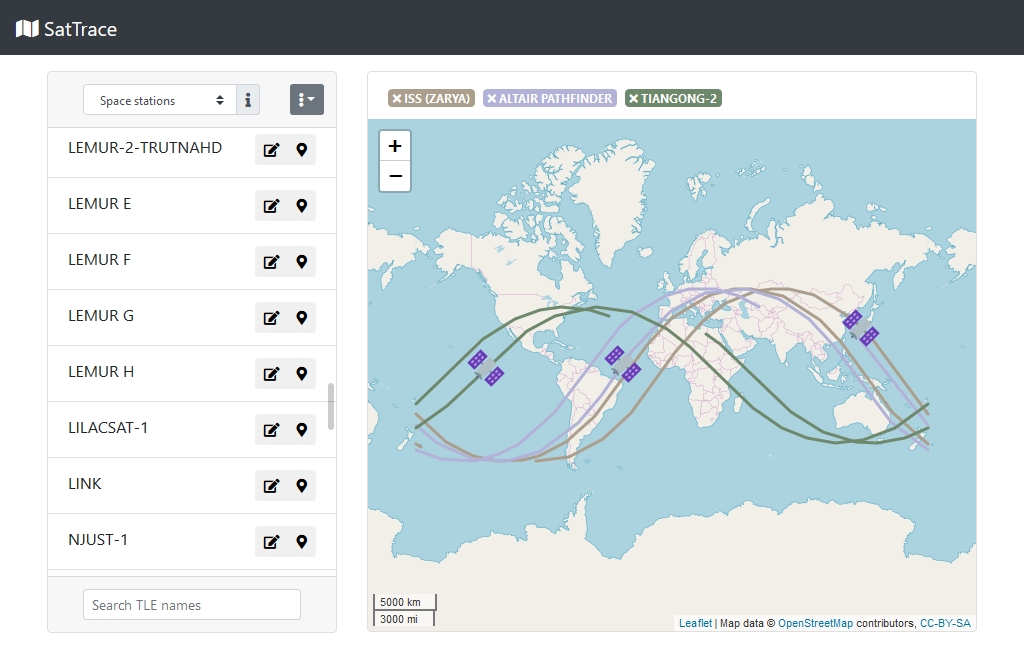 SatTrace
Space stations
LEMUR-2-TRUTNAHD
LEMUR E
LEMUR F
LEMUR G
LEMUR H
LILACSAT-1
LINK
NJUST-1
Search TLE names
× ISS (ZARYA) × ALTAIR PATHFINDER × TIANGONG-2
+
−
5000 km
3000 mi
Leaflet | Map data © OpenStreetMap contributors, CC-BY-SA